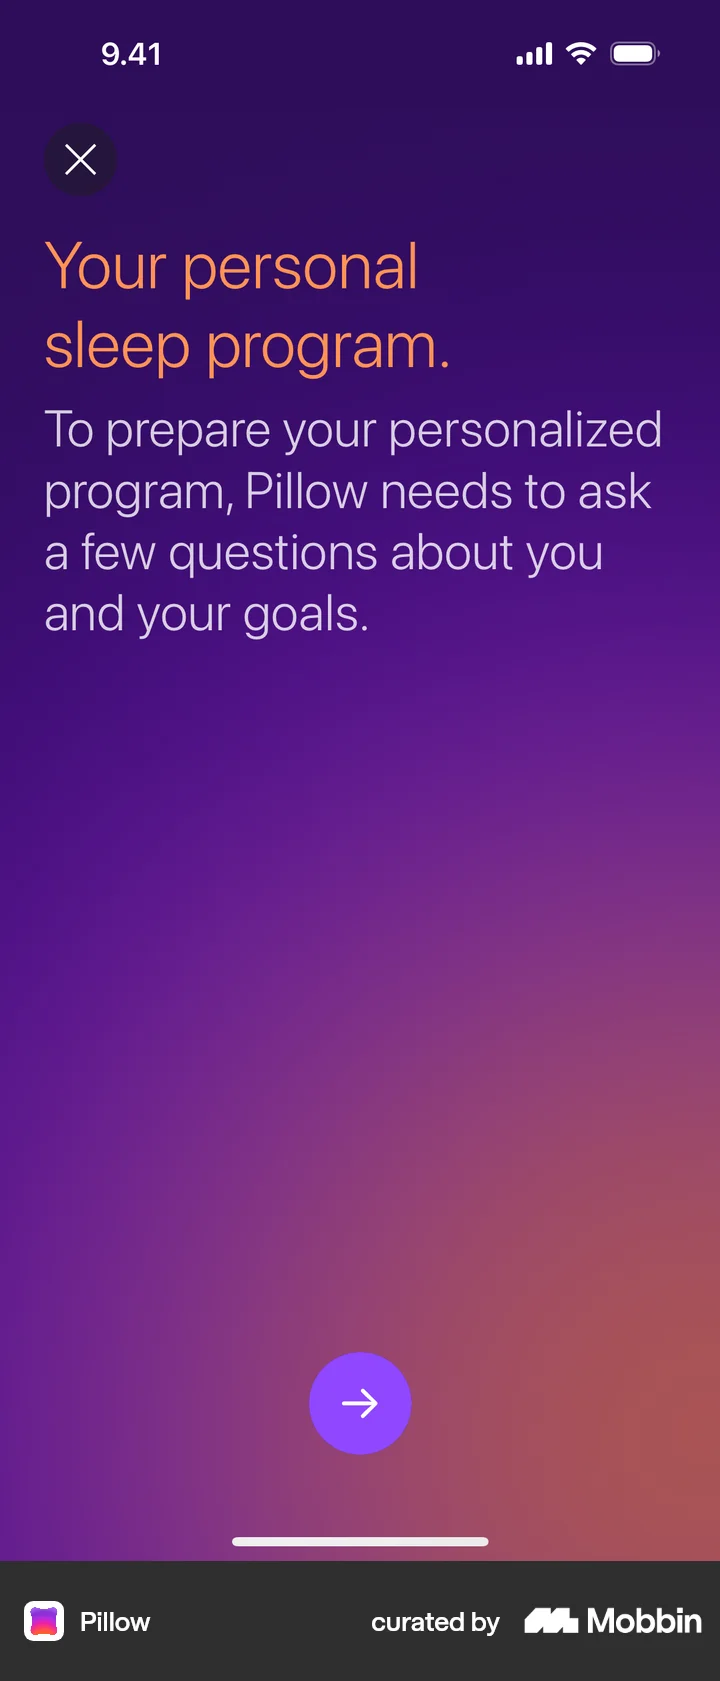 9.41
Your personal
sleep program.
To prepare your personalized
program, Pillow needs to ask
a few questions about you
and your goals.
Pillow
curated by Mobbin